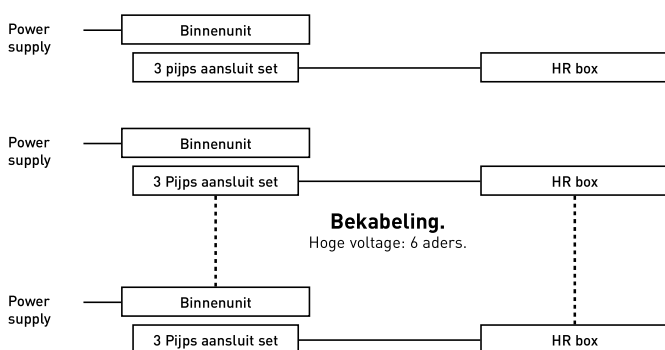 Power
supply
Binnenunit
3 pijps aansluit set
HR box
Power
supply
Binnenunit
3 Pijps aansluit set
HR box
Bekabeling.
Hoge voltage: 6 aders.
Power
supply
Binnenunit
3 Pijps aansluit set
HR box